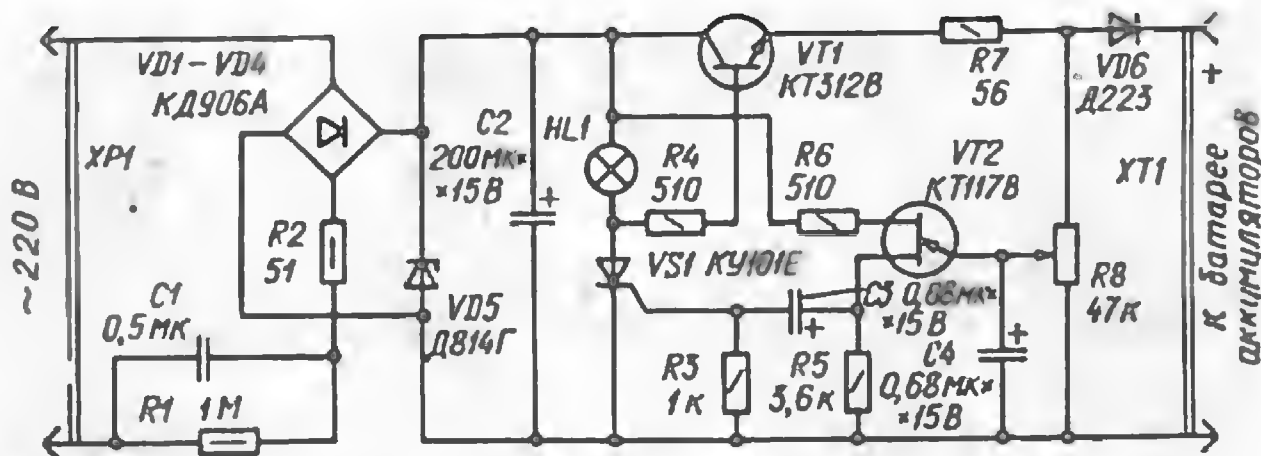 ~220 В
XP1
VD1-VD4
КД906А
R2
51
C1
0,5 мк
R1 1М
VD5
Д814Г
C2
200мк×
×15В
HL1
R4
510
VS1 КУ101Е
VT1
КТ312В
R6
510
R3
1к
C3 0,68мк×
×15В
R5
3,6к
C4
0,68мк×
×15В
VT2
КТ117В
R7
56
VD6
Д223
R8
47к
XT1
+
К батарее
аккумуляторов